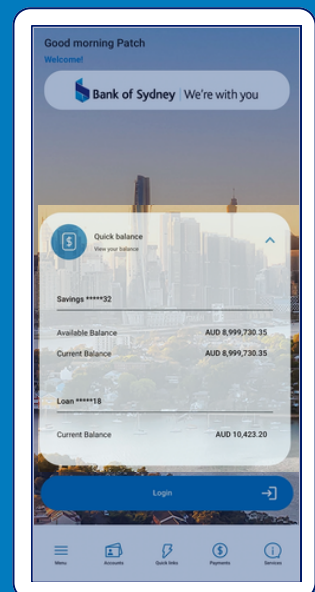 Good morning Patch
Welcome!
Bank of Sydney | We're with you
Quick balance
View your balance
Savings *****32
Available Balance AUD 8,999,730.35
Current Balance AUD 8,999,730.35
Loan *****18
Current Balance AUD 10,423.20
Login
Menu Accounts Quick links Payments Services